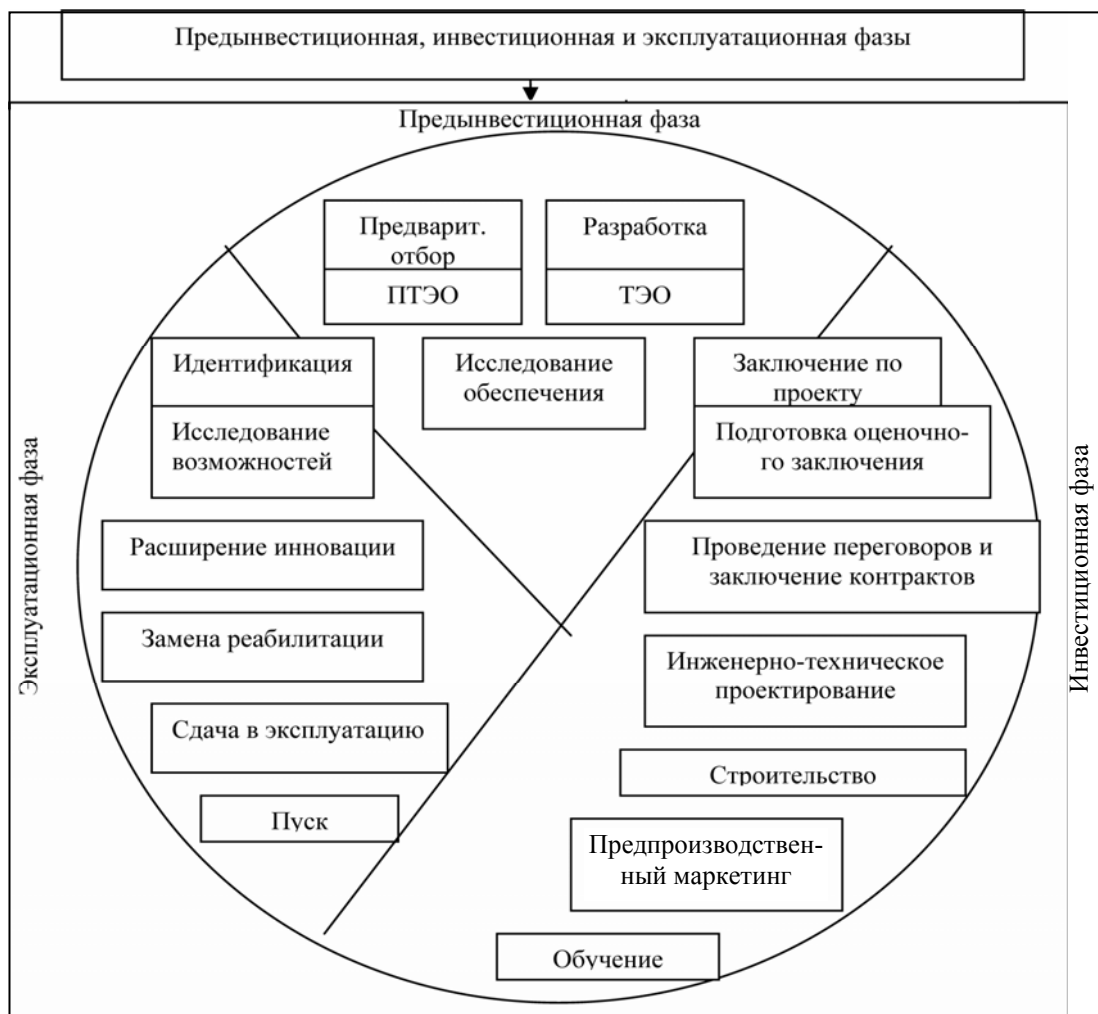 Предынвестиционная, инвестиционная и эксплуатационная фазы
Предынвестиционная фаза
Предварит.
отбор
ПТЭО
Разработка
ТЭО
Идентификация
Исследование
возможностей
Исследование
обеспечения
Заключение по
проекту
Подготовка оценочно-
го заключения
Эксплуатационная фаза
Инвестиционная фаза
Расширение инновации
Замена реабилитации
Сдача в эксплуатацию
Пуск
Проведение переговоров и
заключение контрактов
Инженерно-техническое
проектирование
Строительство
Предпроизводствен-
ный маркетинг
Обучение